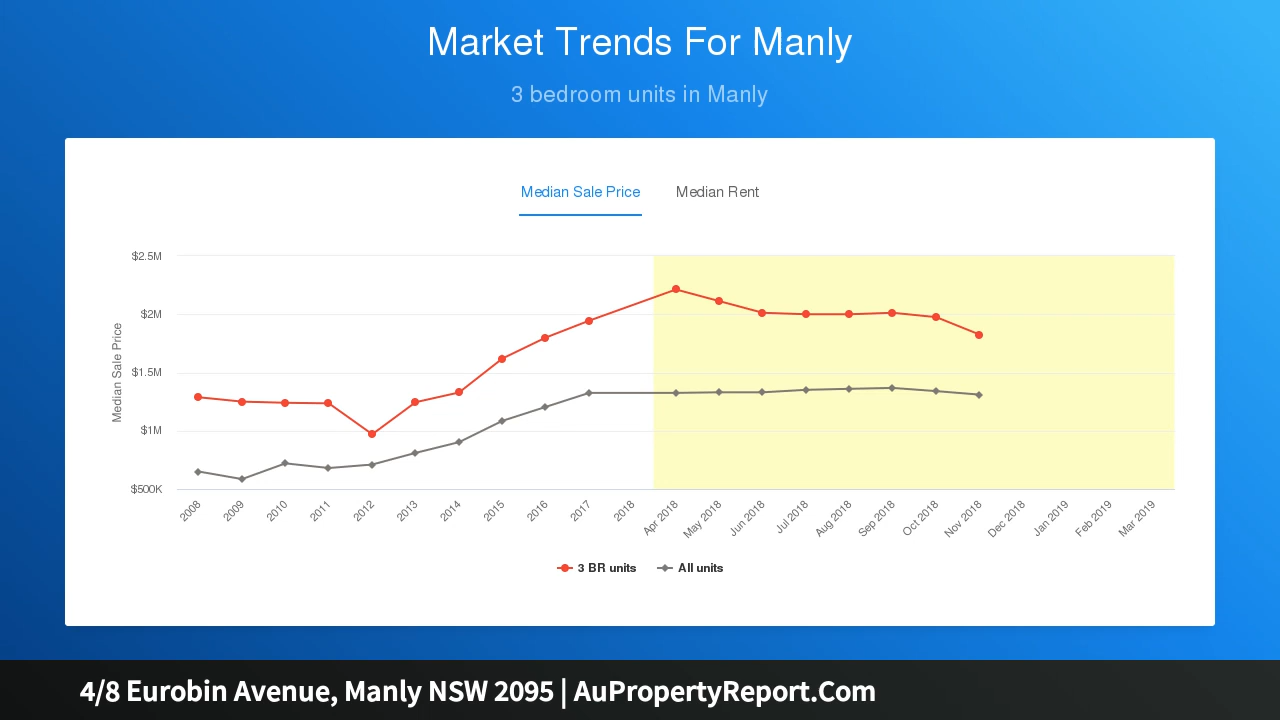 Market Trends For Manly
3 bedroom units in Manly
Median Sale Price
Median Rent
Median Sale Price
$2.5M
$2M
$1.5M
$1M
$500K
2008
2009
2010
2011
2012
2013
2014
2015
2016
2017
2018
Apr 2018
May 2018
Jun 2018
Jul 2018
Aug 2018
Sep 2018
Oct 2018
Nov 2018
Dec 2018
Jan 2019
Feb 2019
Mar 2019
3 BR units
All units
4/8 Eurobin Avenue, Manly NSW 2095 | AuPropertyReport.Com